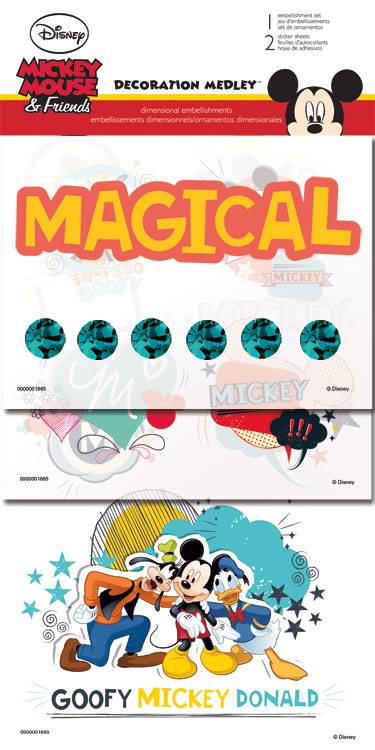 Disney
1 embellishment set
jeu d'embellissements
set de ornamentos
2 sticker sheets
feuilles d'autocollants
hojas de adhesivos
MICKEY
MOUSE
& Friends
DECORATION MEDLEY™
dimensional embellishments
embellissements dimensionnels/ornamentos dimensionales
MAGICAL
THAT'S SO
GOOFY
MICKEY
MICKEY
MICKEY
0000001665
© Disney
!!!
0000001665
© Disney
GOOFY MICKEY DONALD
0000001665
© Disney